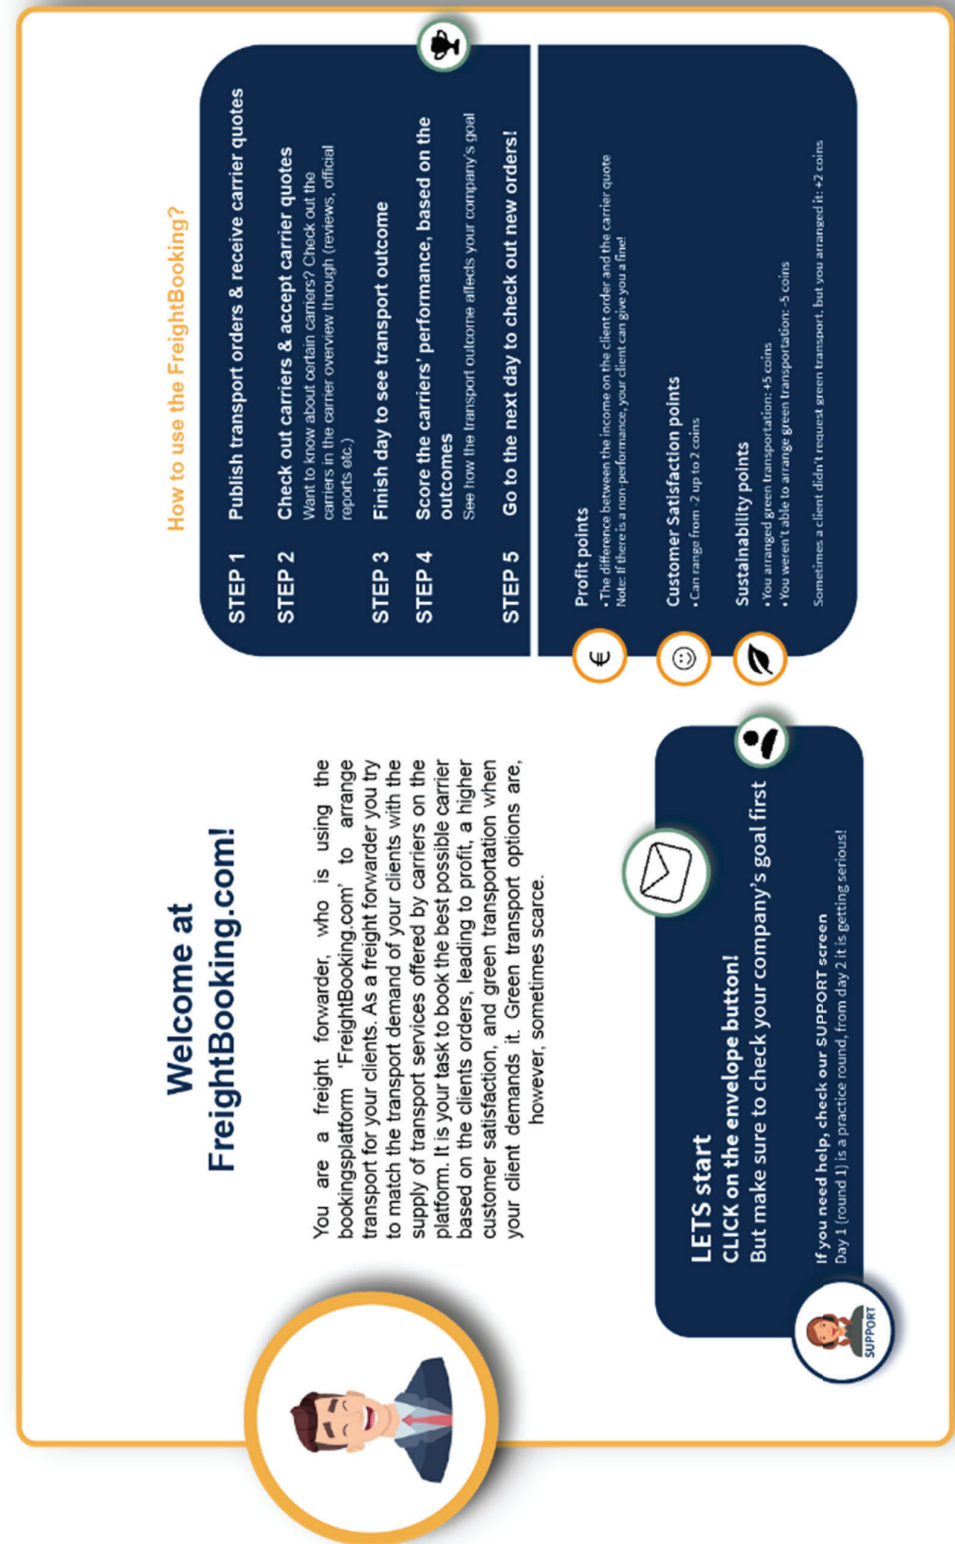 Welcome at
FreightBooking.com!
You are a freight forwarder, who is using the
bookingsplatform ‘FreightBooking.com’ to arrange
transport for your clients. As a freight forwarder you try
to match the transport demand of your clients with the
supply of transport services offered by carriers on the
platform. It is your task to book the best possible carrier
based on the clients orders, leading to profit, a higher
customer satisfaction, and green transportation when
your client demands it. Green transport options are,
however, sometimes scarce.
LETS start
CLICK on the envelope button!
But make sure to check your company’s goal first
If you need help, check our SUPPORT screen
Day 1 (round 1) is a practice round, from day 2 it is getting serious!
SUPPORT
How to use the FreightBooking?
STEP 1 Publish transport orders & receive carrier quotes
STEP 2 Check out carriers & accept carrier quotes
Want to know about certain carriers? Check out the
carriers in the carrier overview through (reviews, official
reports etc.)
STEP 3 Finish day to see transport outcome
STEP 4 Score the carriers’ performance, based on the
outcomes
See how the transport outcome affects your company’s goal
STEP 5 Go to the next day to check out new orders!
€
Profit points
• The difference between the income on the client order and the carrier quote
Note: If there is a non-performance, your client can give you a fine!
Customer Satisfaction points
• Can range from -2 up to 2 coins
Sustainability points
• You arranged green transportation: +5 coins
• You weren’t able to arrange green transportation: -5 coins
Sometimes a client didn’t request green transport, but you arranged it: +2 coins